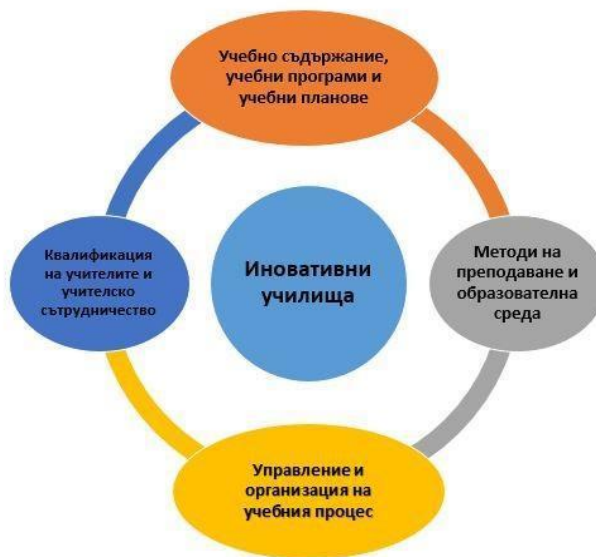 Учебно съдържание,
учебни програми и
учебни планове
Квалификация
на учителите и
учителско
сътрудничество
Иновативни
училища
Методи на
преподаване и
образователна
среда
Управление и
организация на
учебния процес